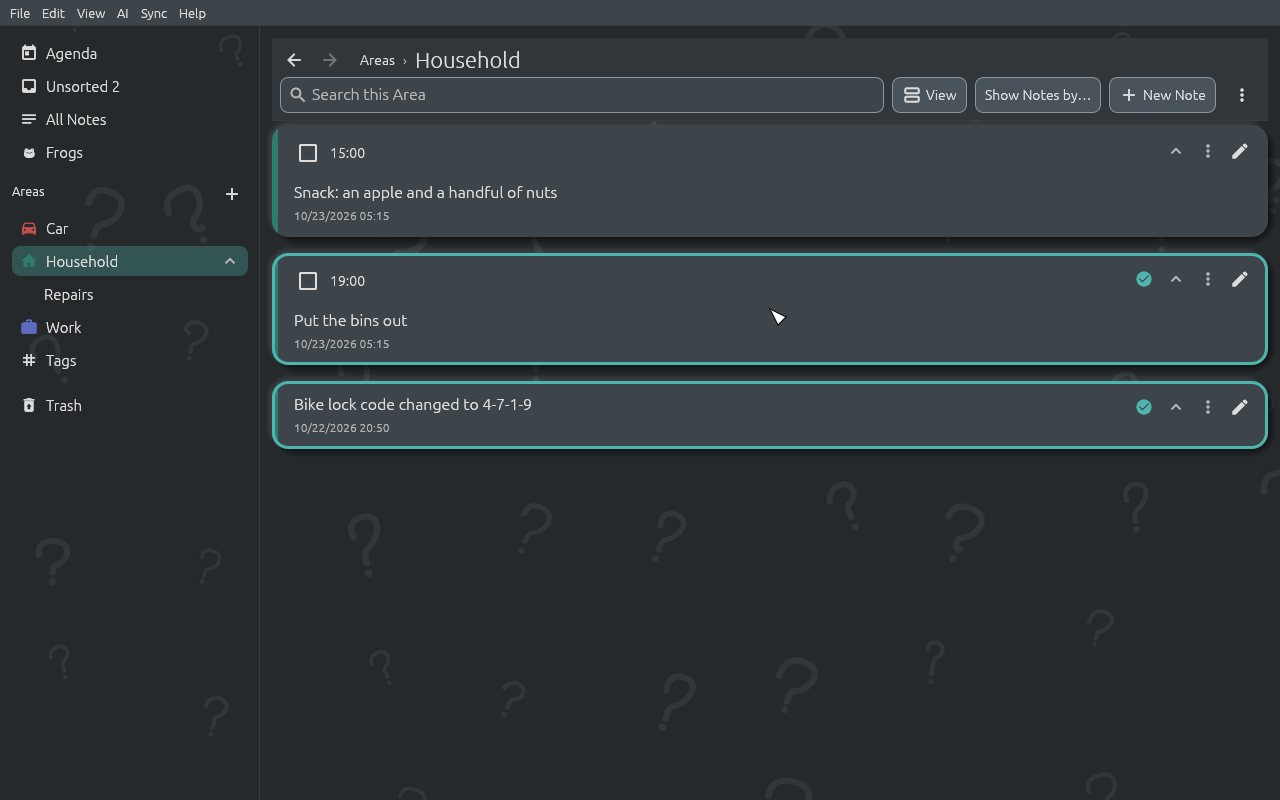 File Edit View AI Sync Help
Agenda
Unsorted 2
All Notes
Frogs
Areas
Car
Household
Repairs
Work
Tags
Trash
Areas › Household
Search this Area
View
Show Notes by...
New Note
15:00
Snack: an apple and a handful of nuts
10/23/2026 05:15
19:00
Put the bins out
10/23/2026 05:15
Bike lock code changed to 4-7-1-9
10/22/2026 20:50